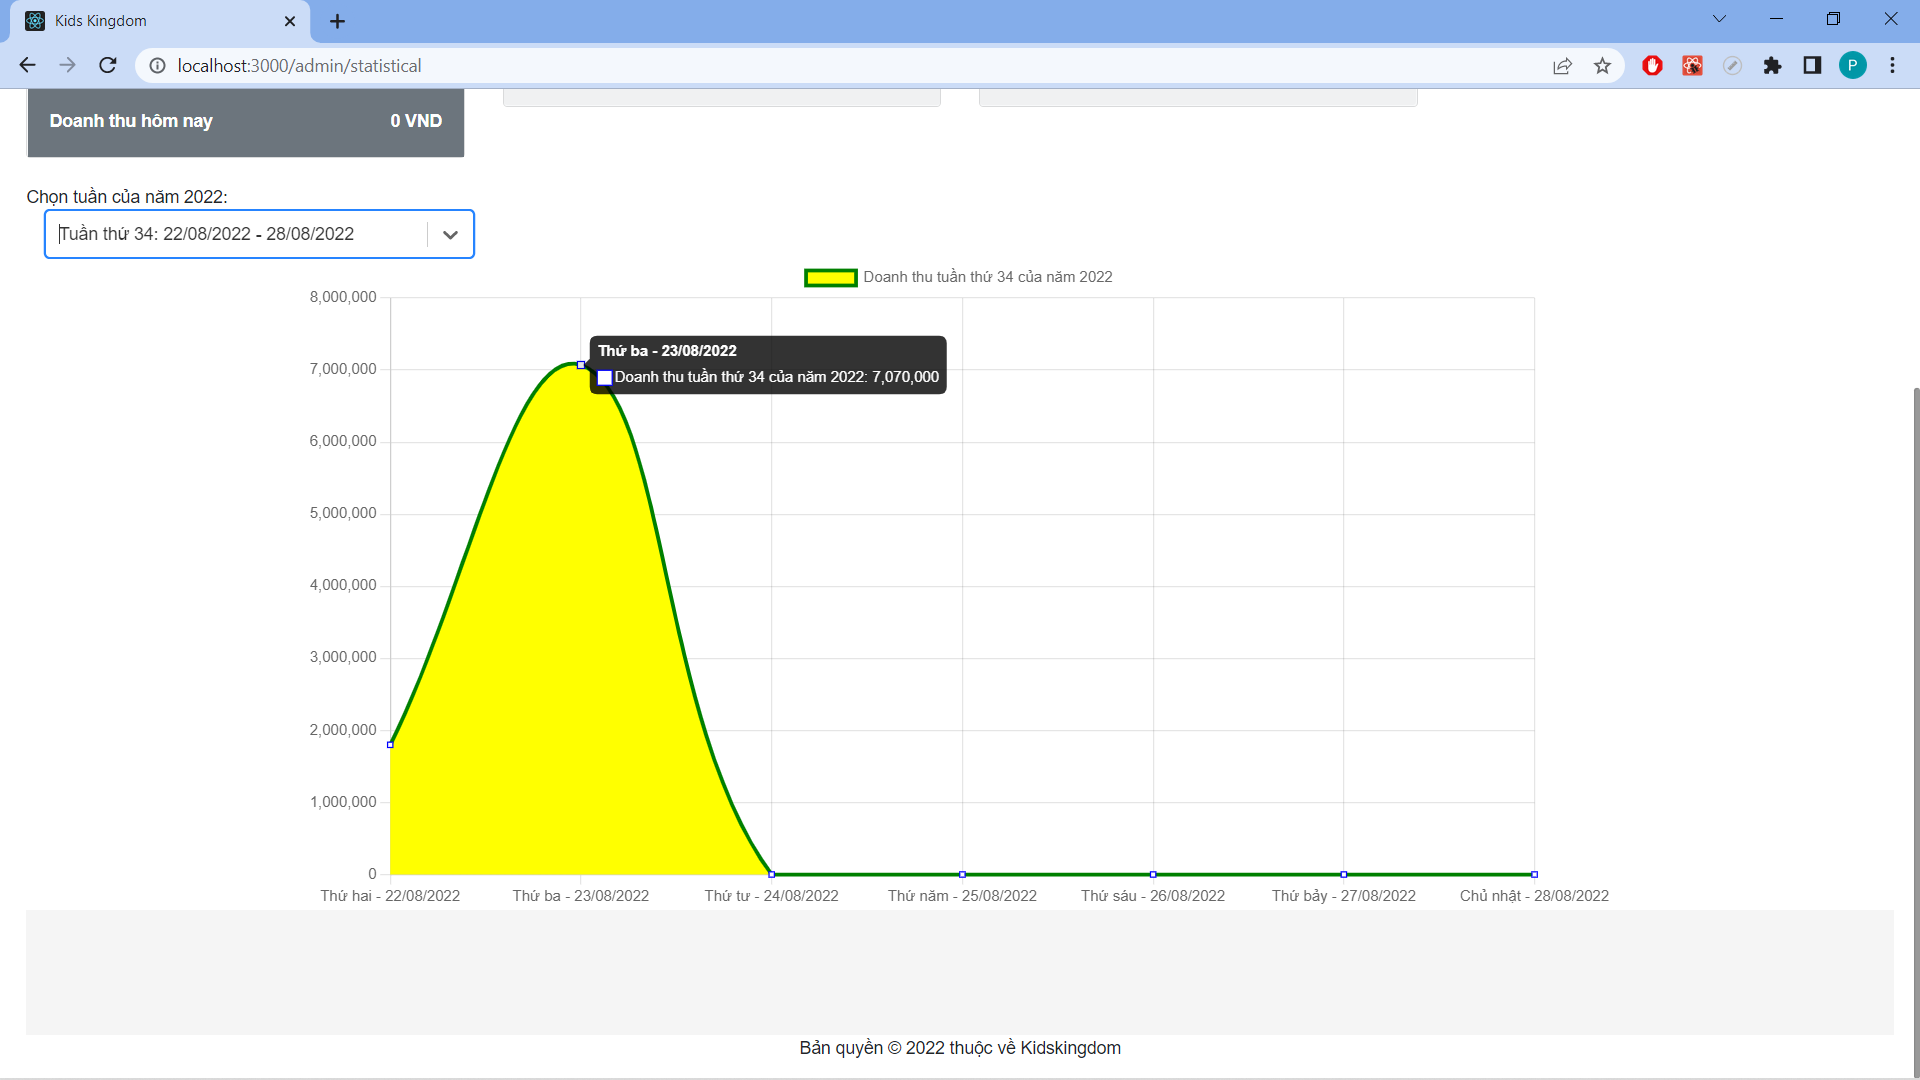 Kids Kingdom
localhost:3000/admin/statistical
P
Doanh thu hôm nay 0 VND
Chọn tuần của năm 2022:
Tuần thứ 34: 22/08/2022 - 28/08/2022
Doanh thu tuần thứ 34 của năm 2022
8,000,000
7,000,000
6,000,000
5,000,000
4,000,000
3,000,000
2,000,000
1,000,000
0
Thứ ba - 23/08/2022
Doanh thu tuần thứ 34 của năm 2022: 7,070,000
Thứ hai - 22/08/2022
Thứ ba - 23/08/2022
Thứ tư - 24/08/2022
Thứ năm - 25/08/2022
Thứ sáu - 26/08/2022
Thứ bảy - 27/08/2022
Chủ nhật - 28/08/2022
Bản quyền © 2022 thuộc về Kidskingdom